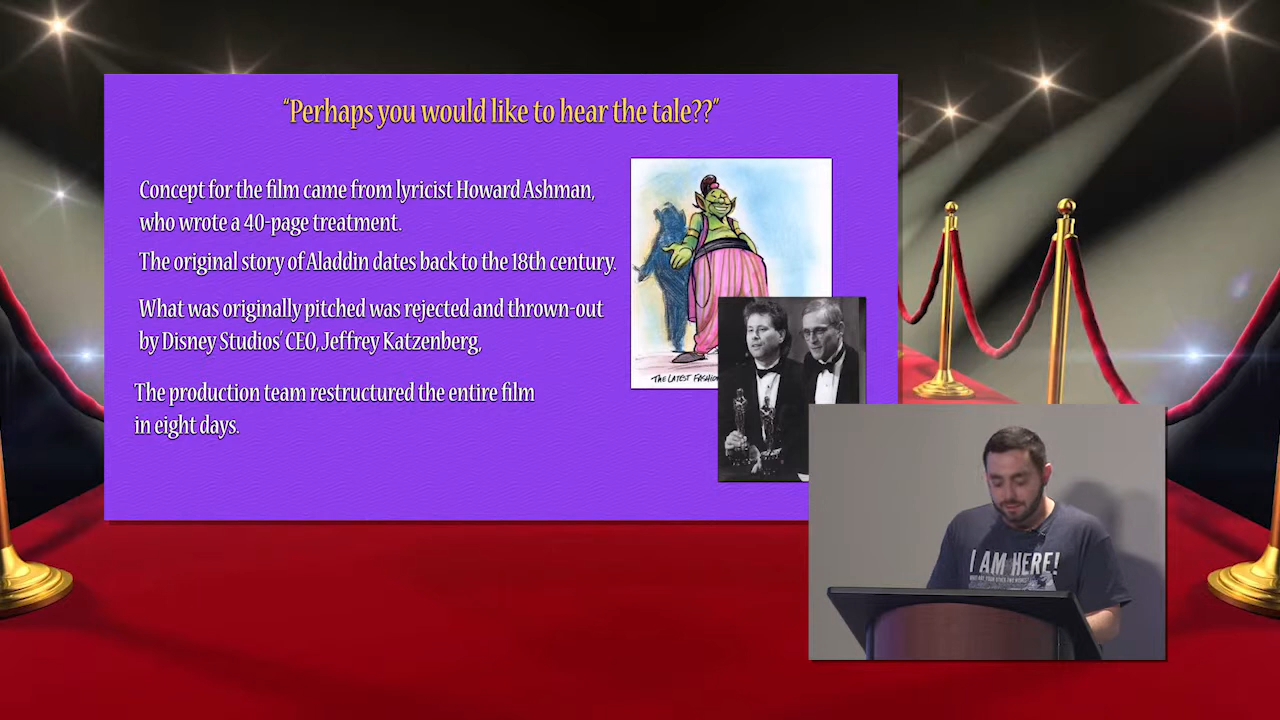 “Perhaps you would like to hear the tale??”
Concept for the film came from lyricist Howard Ashman,
who wrote a 40-page treatment.
The original story of Aladdin dates back to the 18th century.
What was originally pitched was rejected and thrown-out
by Disney Studios’ CEO, Jeffrey Katzenberg,
The production team restructured the entire film
in eight days.
THE LATEST FASHIO
I AM HERE!